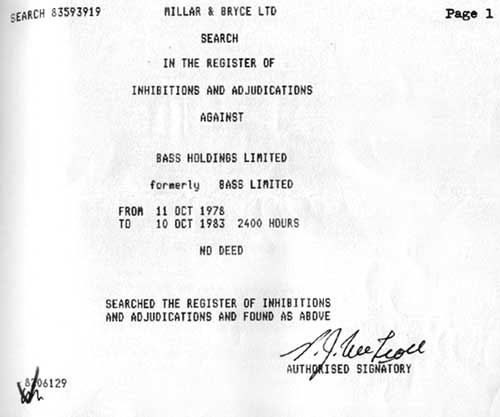 SEARCH 83593919 MILLAR & BRYCE LTD Page 1
SEARCH
IN THE REGISTER OF
INHIBITIONS AND ADJUDICATIONS
AGAINST
BASS HOLDINGS LIMITED
formerly BASS LIMITED
FROM 11 OCT 1978
TO 10 OCT 1983 2400 HOURS
NO DEED
SEARCHED THE REGISTER OF INHIBITIONS
AND ADJUDICATIONS AND FOUND AS ABOVE
AUTHORISED SIGNATORY